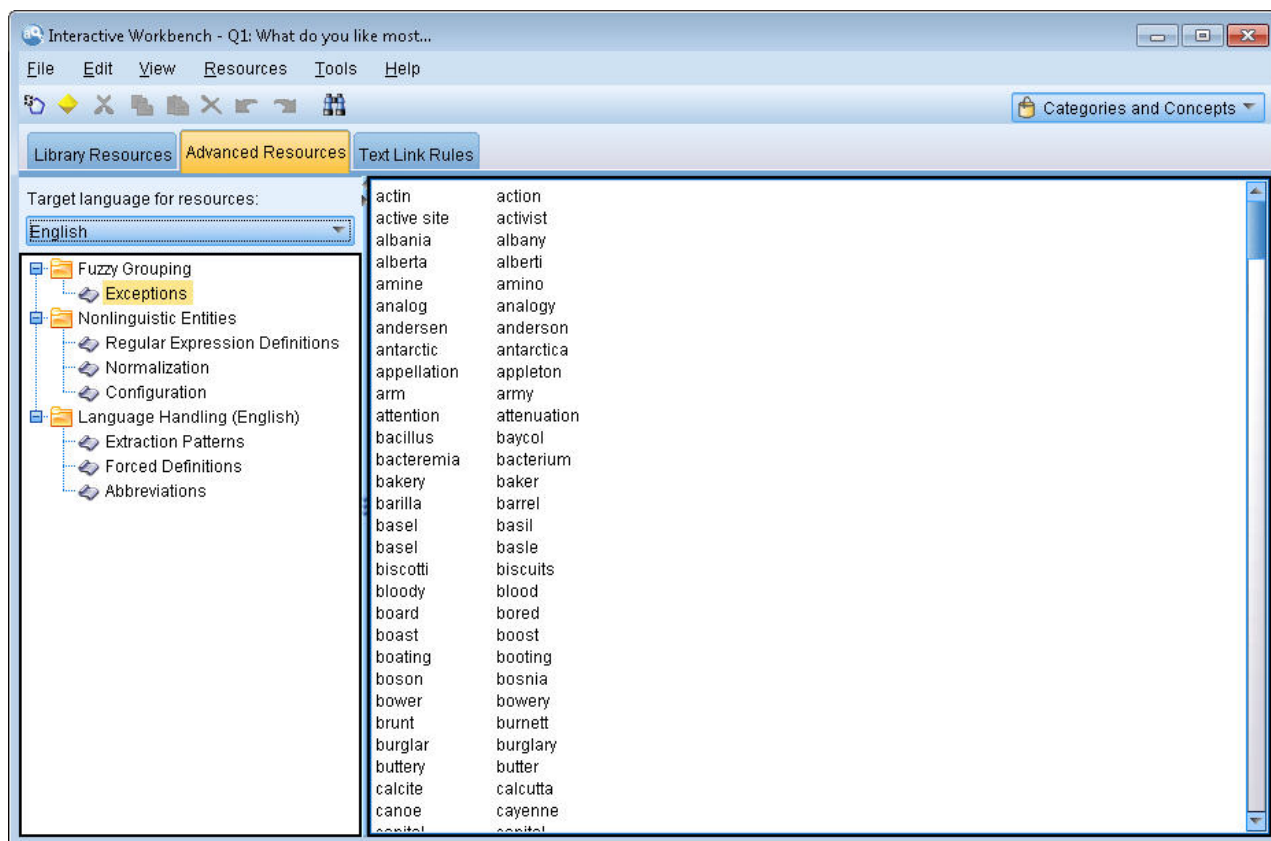 Interactive Workbench - Q1: What do you like most...
File Edit View Resources Tools Help
Categories and Concepts
Library Resources Advanced Resources Text Link Rules
Target language for resources:
English
Fuzzy Grouping
Exceptions
Nonlinguistic Entities
Regular Expression Definitions
Normalization
Configuration
Language Handling (English)
Extraction Patterns
Forced Definitions
Abbreviations
actin action
active site activist
albania albany
alberta alberti
amine amino
analog analogy
andersen anderson
antarctic antarctica
appellation appleton
arm army
attention attenuation
bacillus baycol
bacteremia bacterium
bakery baker
barilla barrel
basel basil
basel basle
biscotti biscuits
bloody blood
board bored
boast boost
boating booting
boson bosnia
bower bowery
brunt burnett
burglar burglary
buttery butter
calcite calcutta
canoe cayenne